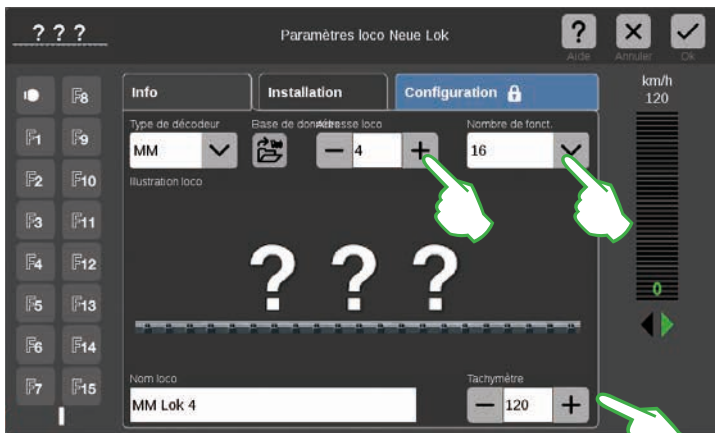 ? ? ?
Paramètres loco Neue Lok
?
Aide
Annuler
Ok
F8
F1
F9
F2
F10
F3
F11
F4
F12
F5
F13
F6
F14
F7
F15
Info
Installation
Configuration
Type de décodeur
Base de données
Adresse loco
Nombre de fonct.
MM
− 4 +
16
Illustration loco
? ? ?
Nom loco
Tachymètre
MM Lok 4
− 120 +
km/h
120
0